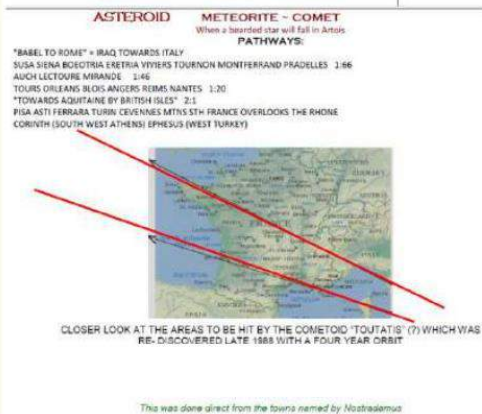 ASTEROID METEORITE ~ COMET
When a bearded star will fall in Artois
PATHWAYS:
"BABEL TO ROME" = IRAQ TOWARDS ITALY
SUSA SIENA BOEOTRIA ERETRIA VIVIERS TOURNON MONTFERRAND PRADELLES 1:66
AUCH LECTOURE MIRANDE 1:46
TOURS ORLEANS BLOIS ANGERS REIMS NANTES 1:20
"TOWARDS AQUITAINE BY BRITISH ISLES" 2:1
PISA ASTI FERRARA TURIN CEVENNES MTNS STH FRANCE OVERLOOKS THE RHONE
CORINTH (SOUTH WEST ATHENS) EPHESUS (WEST TURKEY)
FRANCE
CLOSER LOOK AT THE AREAS TO BE HIT BY THE COMETOID "TOUTATIS" (?) WHICH WAS
RE- DISCOVERED LATE 1988 WITH A FOUR YEAR ORBIT
This was done direct from the towns named by Nostradamus